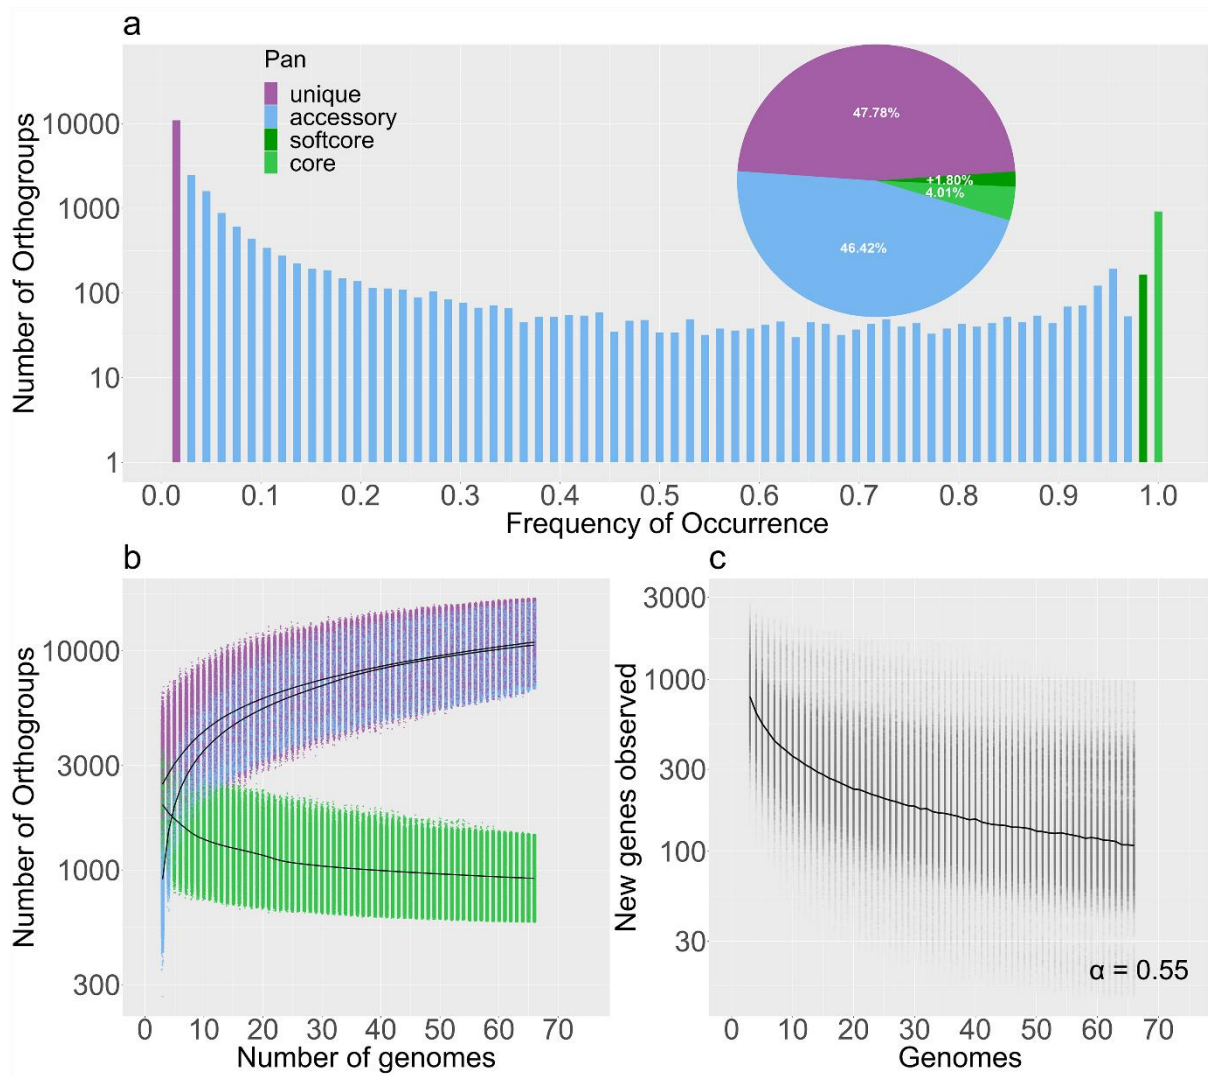 a
Number of Orthogroups
10000
1000
100
10
1
Pan
unique
accessory
softcore
core
47.78%
+1.80%
4.01%
46.42%
0.0 0.1 0.2 0.3 0.4 0.5 0.6 0.7 0.8 0.9 1.0
Frequency of Occurrence
b
Number of Orthogroups
10000
3000
1000
300
0 10 20 30 40 50 60 70
Number of genomes
c
New genes observed
3000
1000
300
100
30
α = 0.55
0 10 20 30 40 50 60 70
Genomes